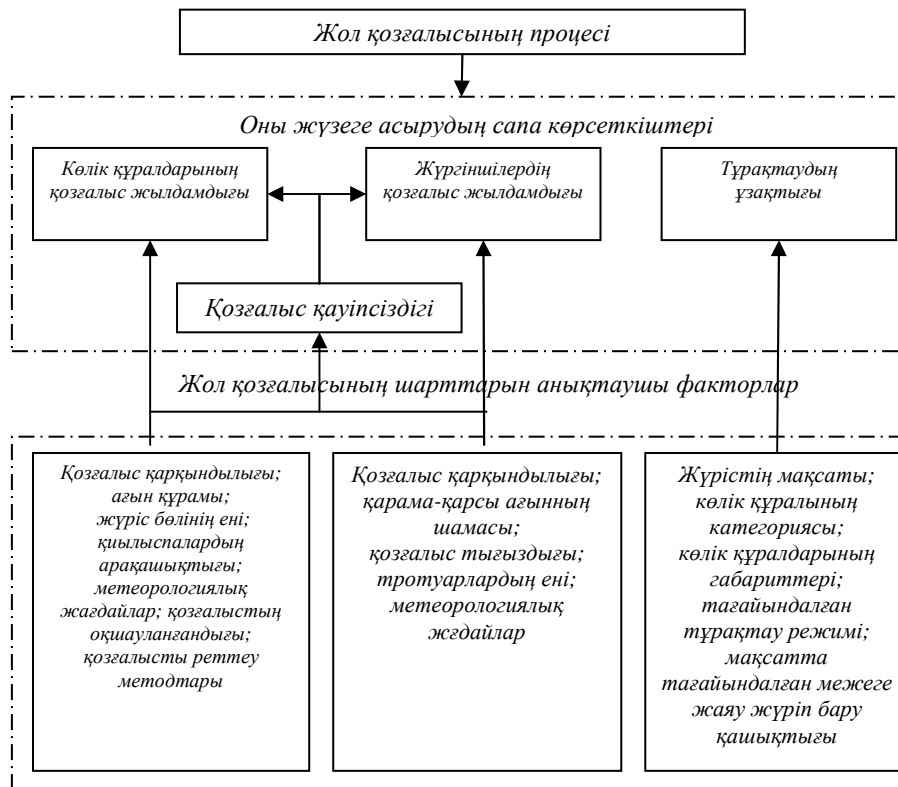 Жол қозғалысының процесі
Оны жүзеге асырудың сапа көрсеткіштері
Көлік құралдарының
қозғалыс жылдамдығы
Жүргіншілердің
қозғалыс жылдамдығы
Тұрақтаудың
ұзақтығы
Қозғалыс қауіпсіздігі
Жол қозғалысының шарттарын анықтаушы факторлар
Қозғалыс қарқындылығы;
ағын құрамы;
жүріс бөлінің ені;
қиылыспалардың
арақашықтығы;
метеорологиялық
жағдайлар; қозғалыстың
оқшауланғандығы;
қозғалысты реттеу
методтары
Қозғалыс қарқындылығы;
қарама-қарсы ағынның
шамасы;
қозғалыс тығыздығы;
тротуарлардың ені;
метеорологиялық
жғдайлар
Жүрістің мақсаты;
көлік құралының
категориясы;
көлік құралдарының
габариттері;
тағайындалған
тұрақтау режимі;
мақсатта
тағайындалған межеге
жаяу жүріп бару
қашықтығы